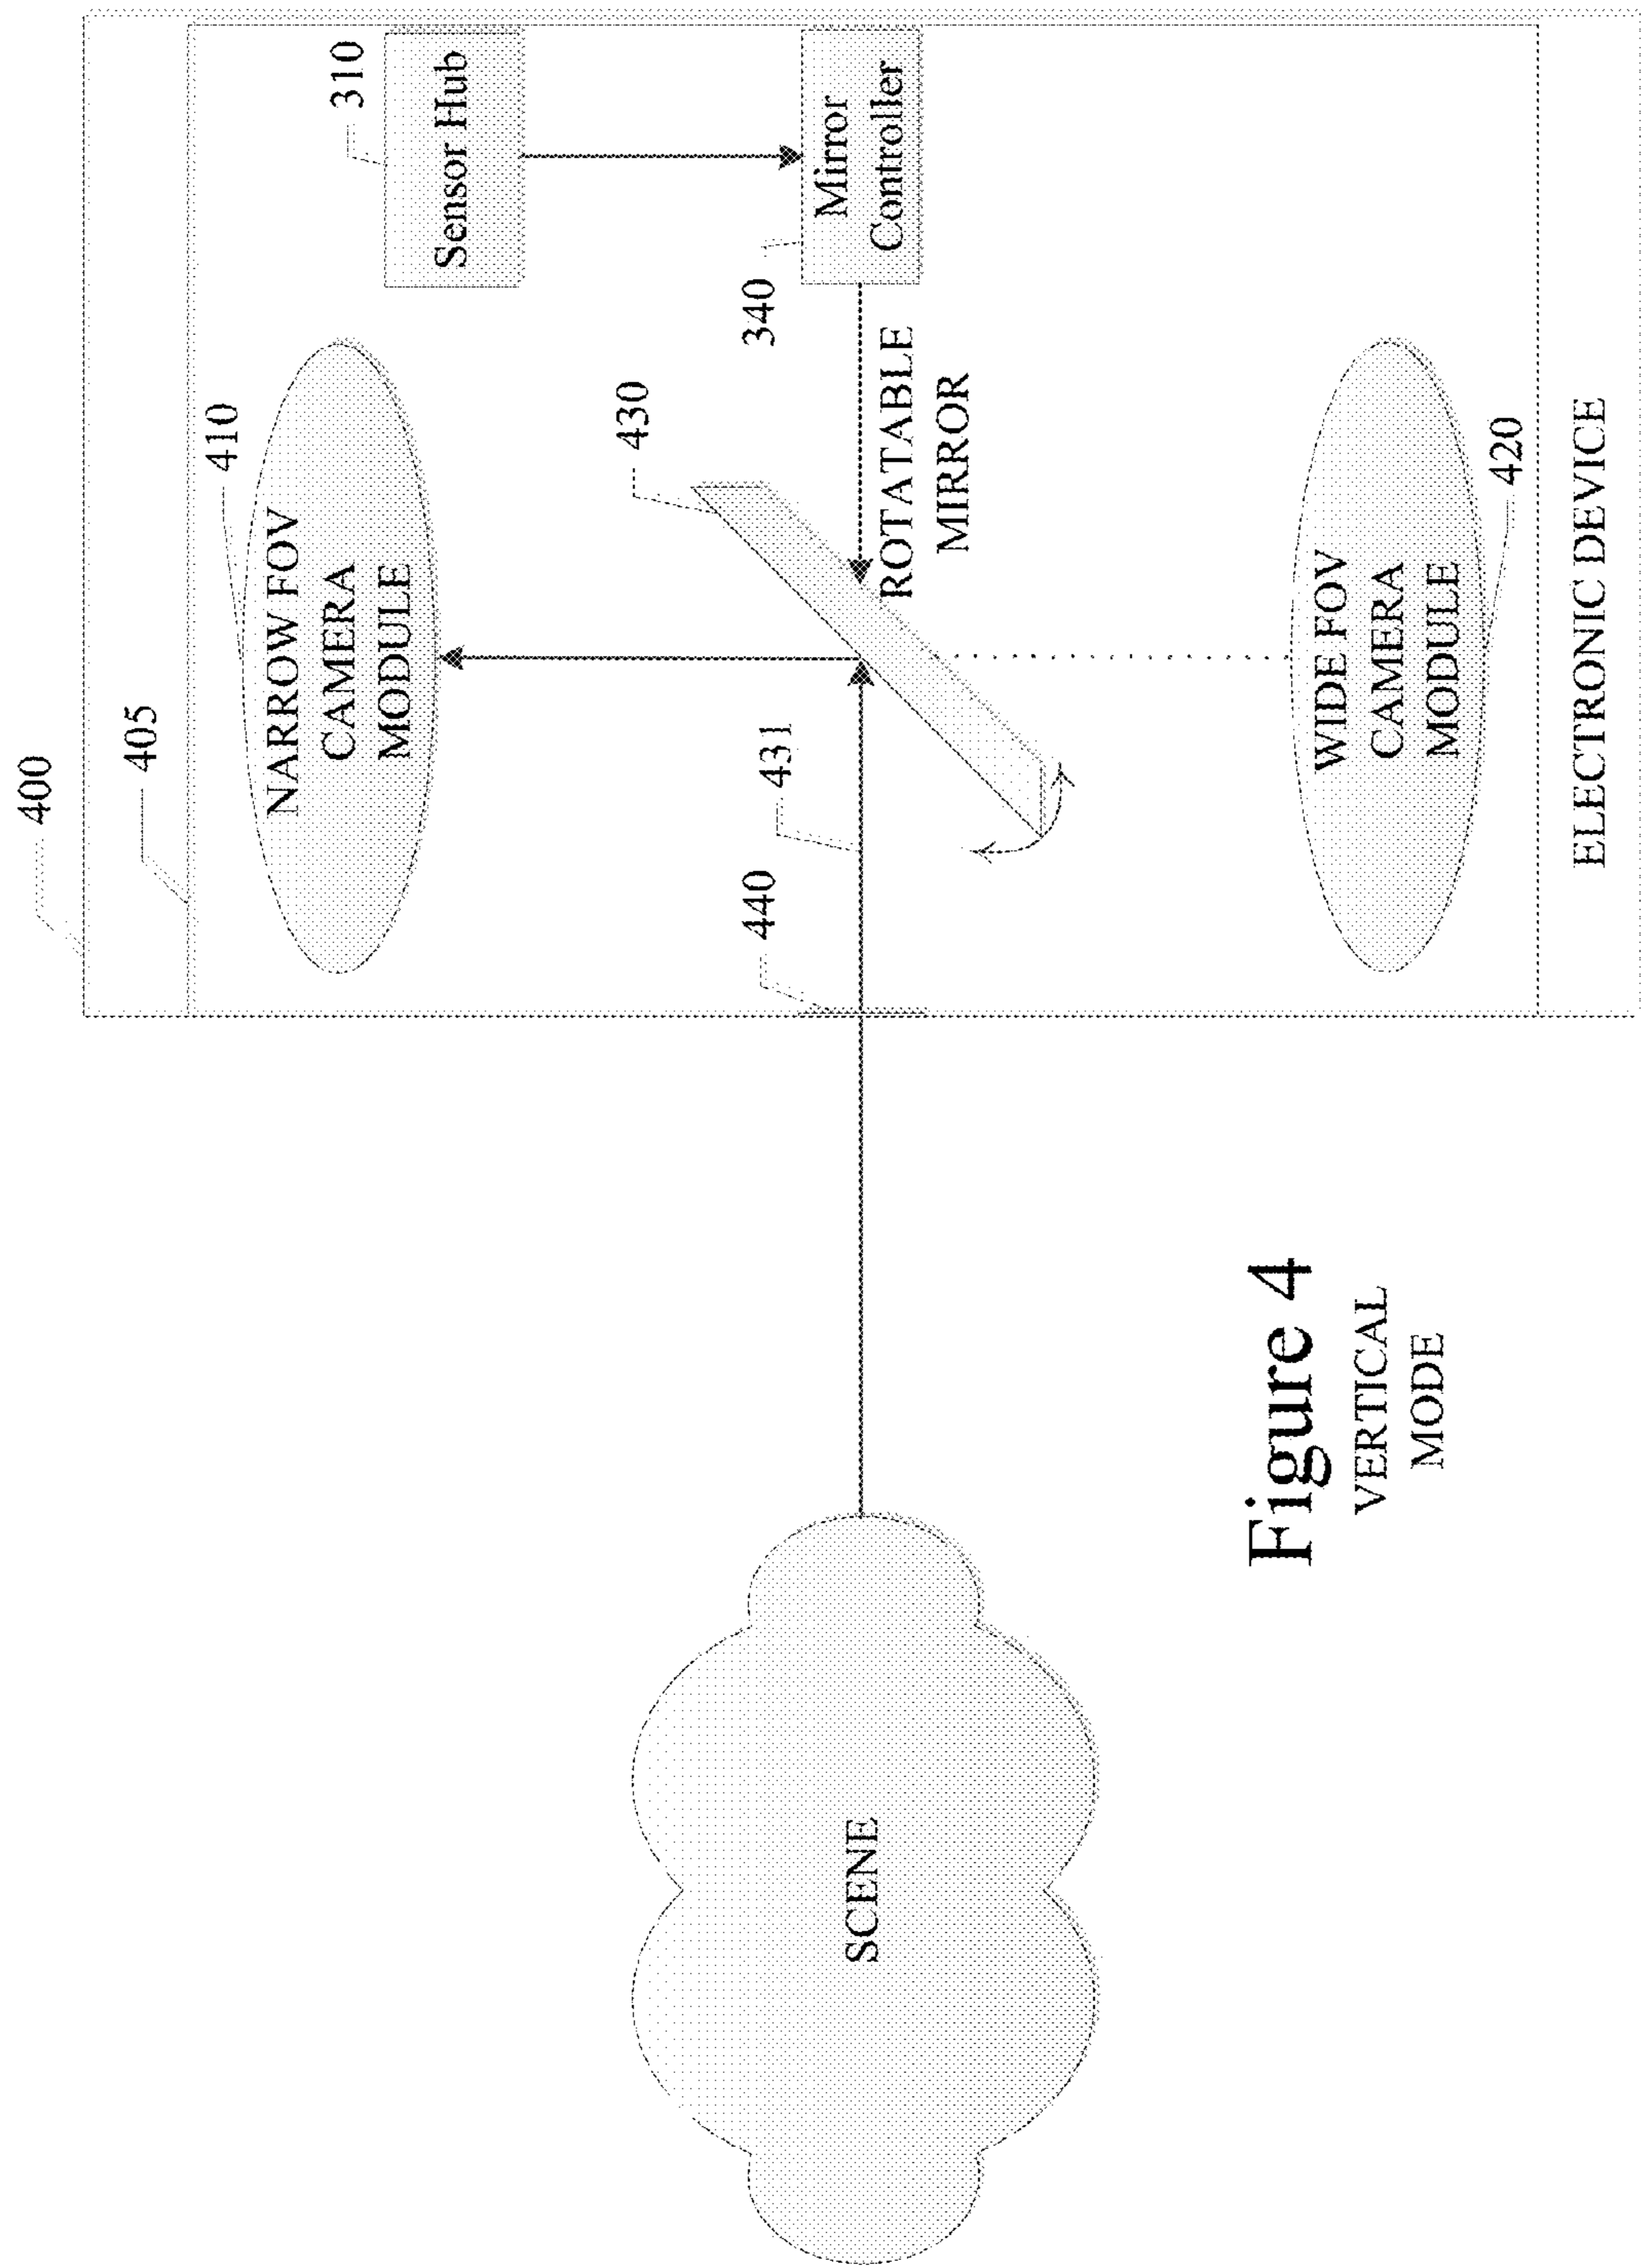 400
405
410
310
NARROW FOV
CAMERA
MODULE
Sensor Hub
430
440
431
340
Mirror
Controller
SCENE
ROTATABLE
MIRROR
WIDE FOV
CAMERA
MODULE
420
ELECTRONIC DEVICE
Figure 4
VERTICAL
MODE